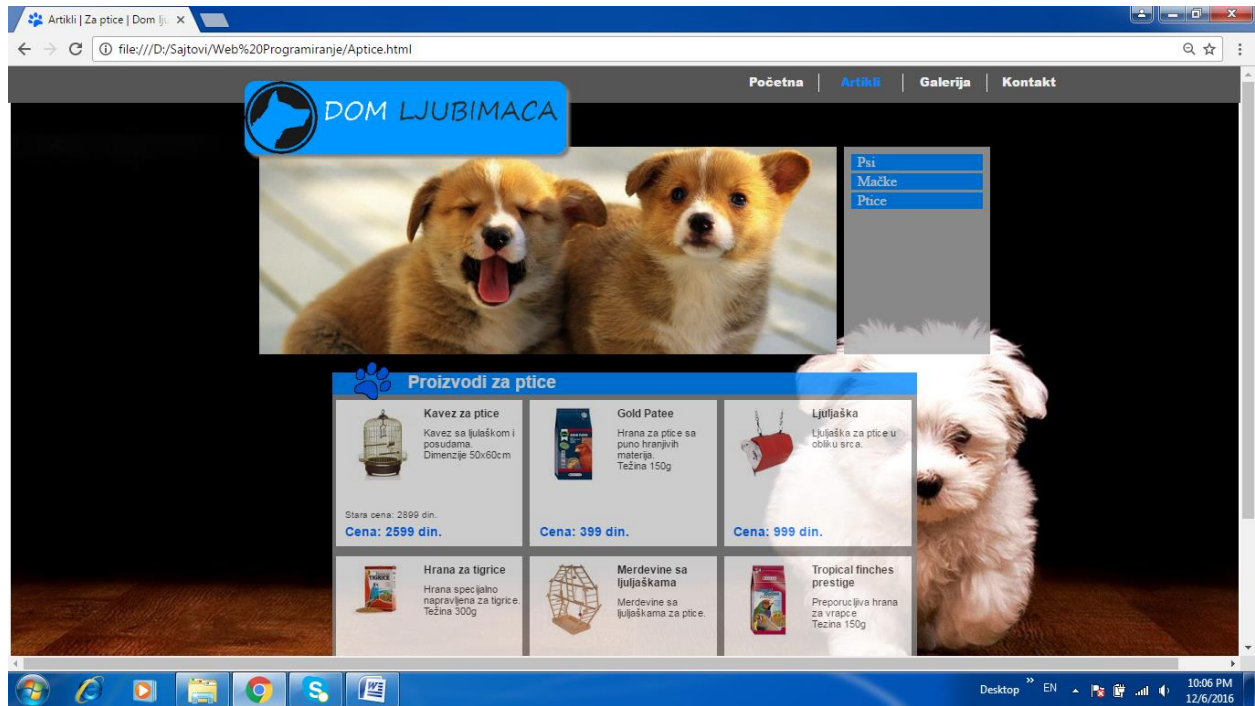 Artikli | Za ptice | Dom lj
file:///D:/Sajtovi/Web%20Programiranje/Aptice.html
Početna
Artikli
Galerija
Kontakt
DOM LJUBIMACA
Psi
Mačke
Ptice
Proizvodi za ptice
Kavez za ptice
Kavez sa ljulaškom i
posudama.
Dimenzije 50x60cm
Stara cena: 2899 din.
Cena: 2599 din.
Gold Patee
Hrana za ptice sa
puno hranjivih
materija.
Težina 150g
Cena: 399 din.
Ljuljaška
Ljuljaška za ptice u
obliku srca.
Cena: 999 din.
Hrana za tigrice
Hrana specijalno
napravljena za tigrice.
Težina 300g
Merdevine sa
ljuljaškama
Merdevine sa
ljuljaškama za ptice.
Tropical finches
prestige
Preporucljiva hrana
za vrapce
Tezina 150g
Desktop
EN
10:06 PM
12/6/2016